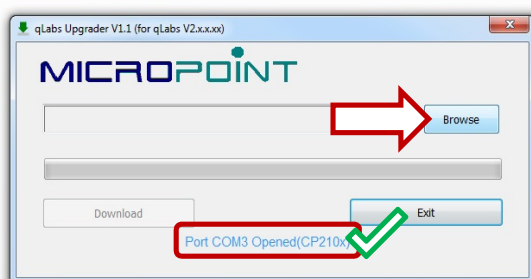 qLabs Upgrader V1.1 (for qLabs V2.x.x.xx)
MICROPOINT
Browse
Download
Exit
Port COM3 Opened(CP210x)